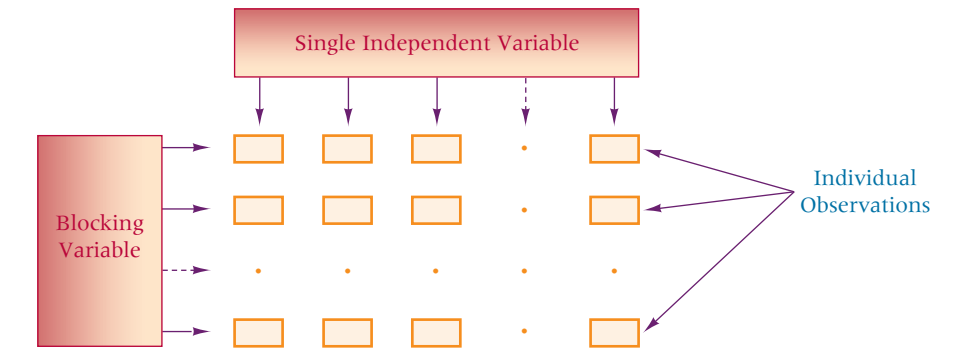 Single Independent Variable
Blocking
Variable
Individual
Observations